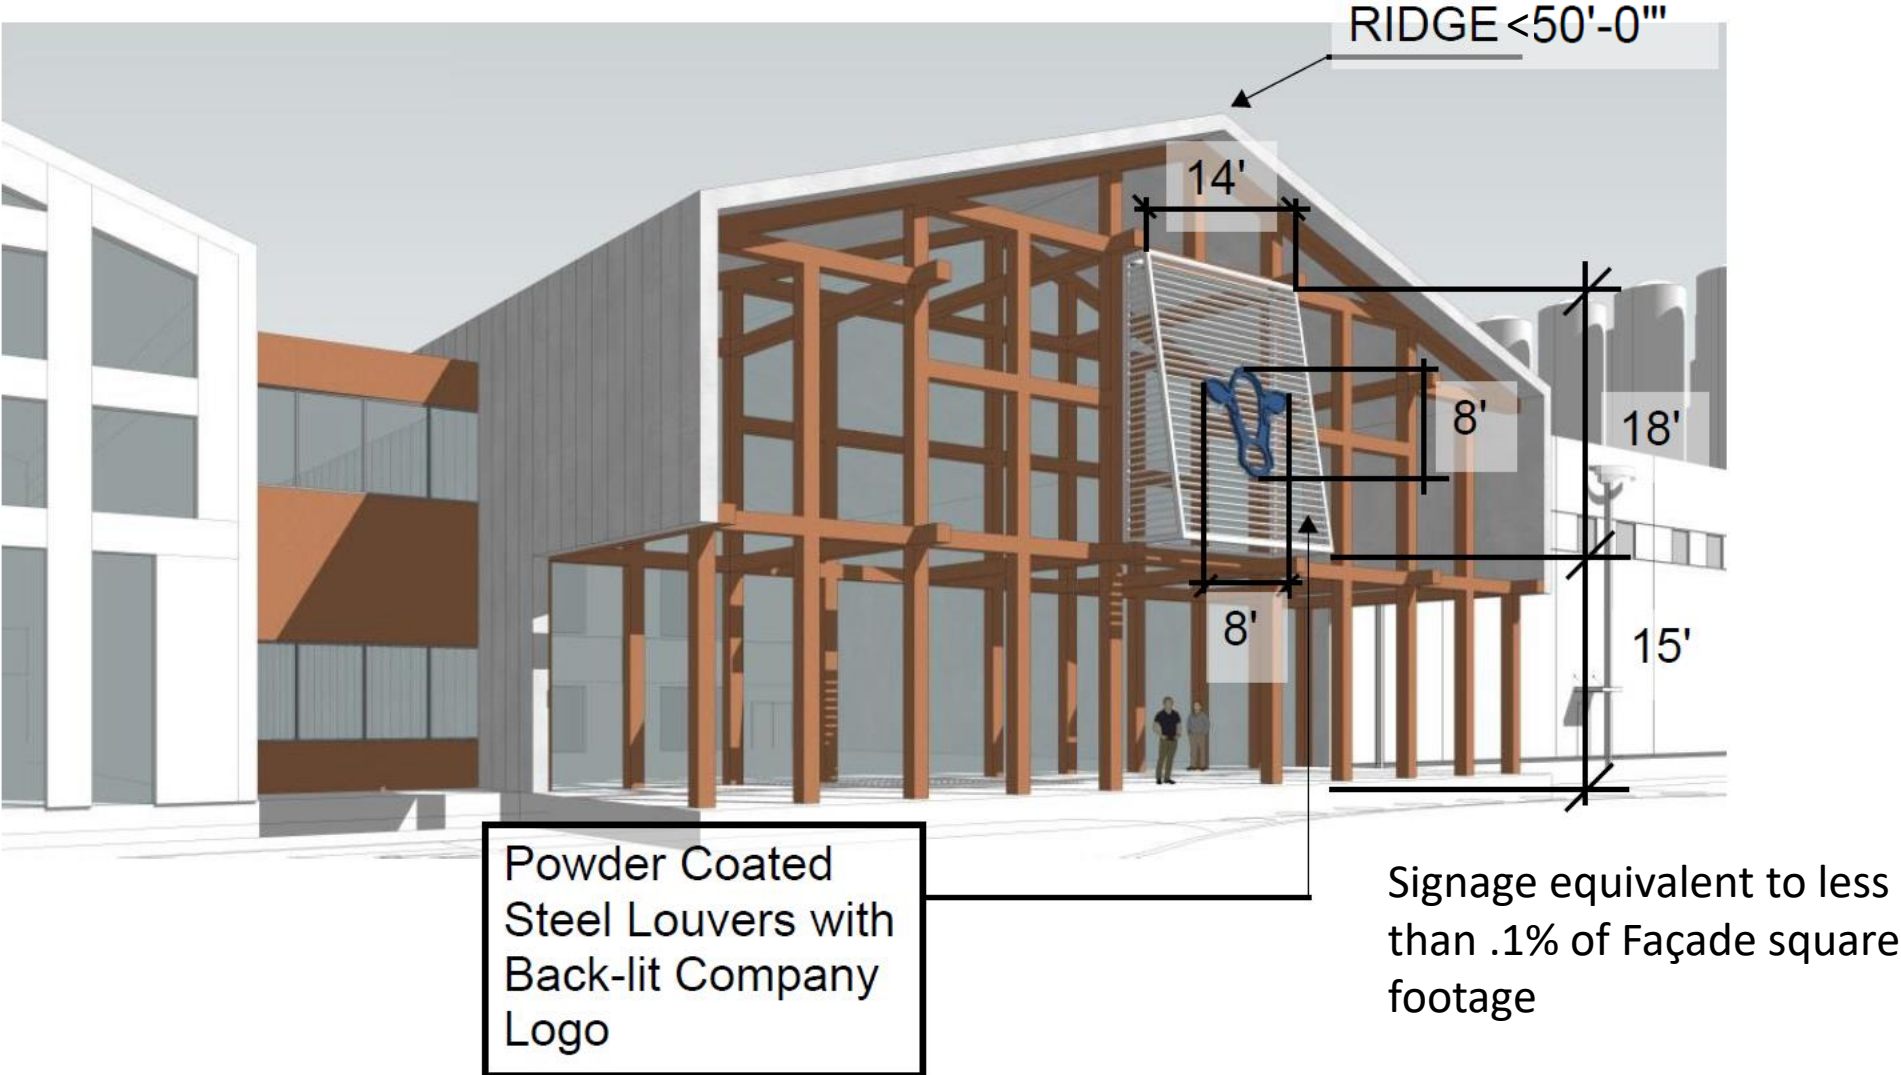 RIDGE<50'-0"'
14'
8'
18'
8'
15'
Powder Coated
Steel Louvers with
Back-lit Company
Logo
Signage equivalent to less
than .1% of Façade square
footage